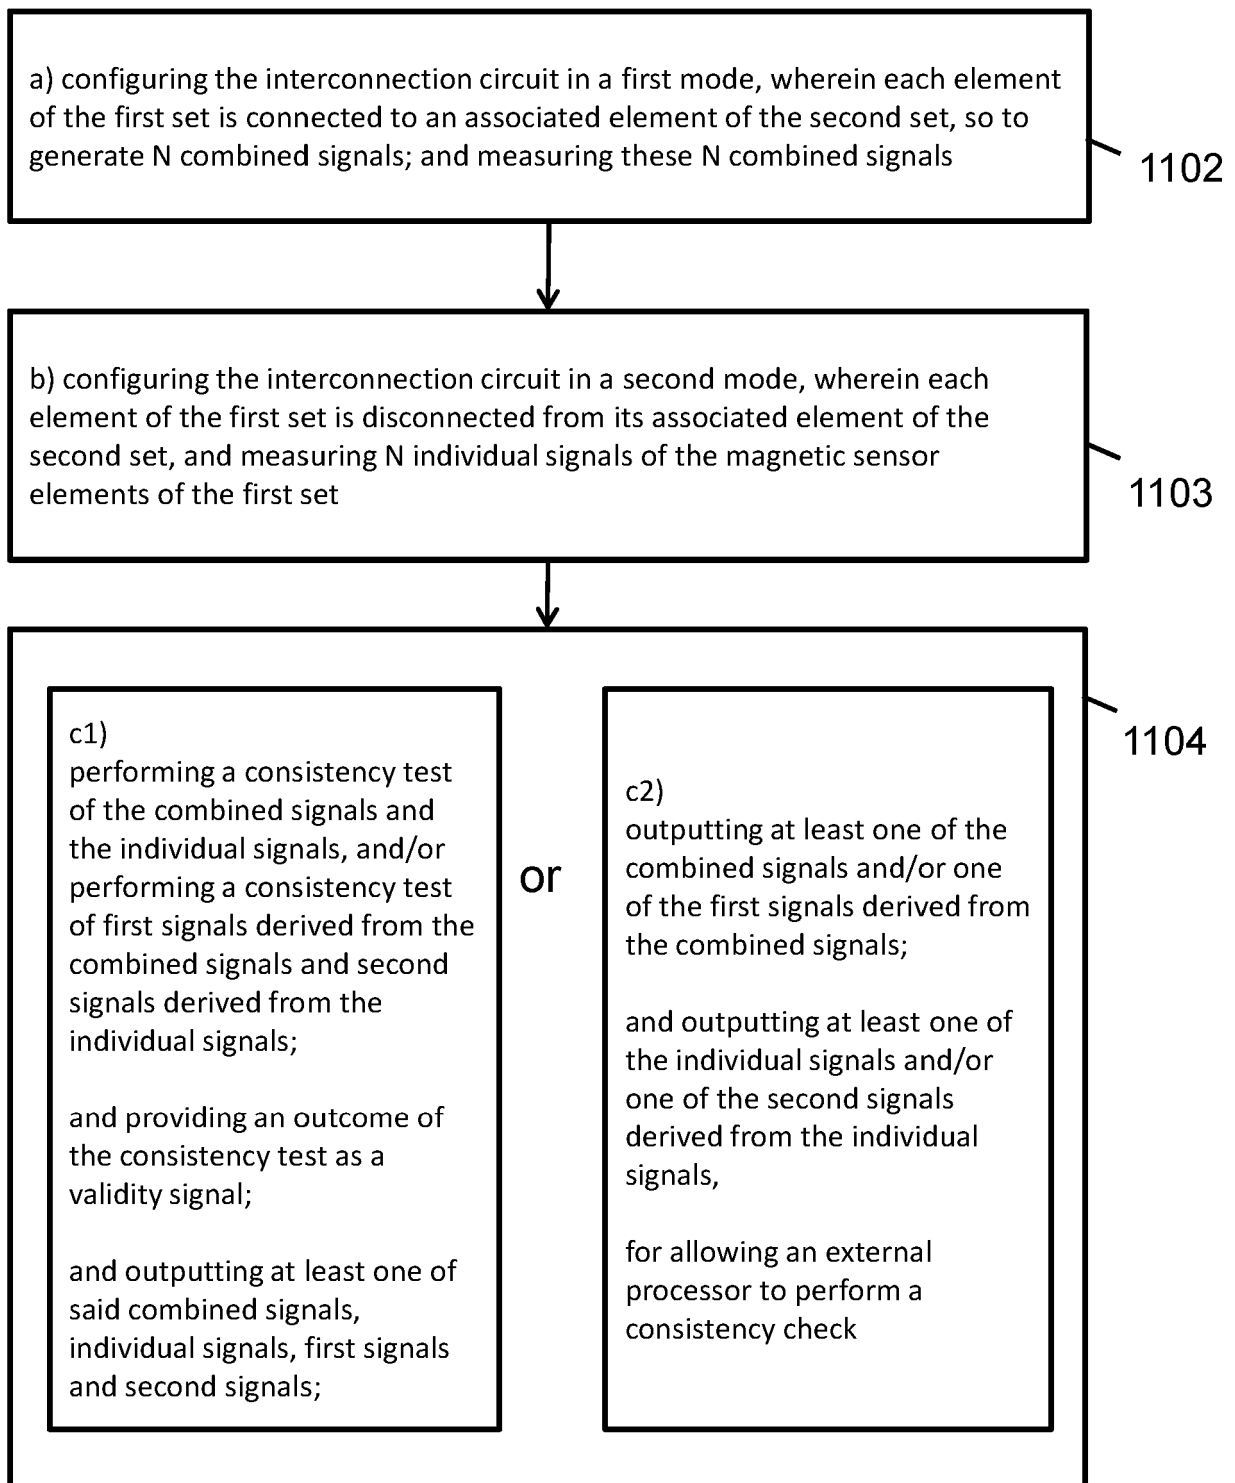 a) configuring the interconnection circuit in a first mode, wherein each element
of the first set is connected to an associated element of the second set, so to
generate N combined signals; and measuring these N combined signals
1102
b) configuring the interconnection circuit in a second mode, wherein each
element of the first set is disconnected from its associated element of the
second set, and measuring N individual signals of the magnetic sensor
elements of the first set
1103
1104
c1)
performing a consistency test
of the combined signals and
the individual signals, and/or
performing a consistency test
of first signals derived from the
combined signals and second
signals derived from the
individual signals;
and providing an outcome of
the consistency test as a
validity signal;
and outputting at least one of
said combined signals,
individual signals, first signals
and second signals;
or
c2)
outputting at least one of the
combined signals and/or one
of the first signals derived from
the combined signals;
and outputting at least one of
the individual signals and/or
one of the second signals
derived from the individual
signals,
for allowing an external
processor to perform a
consistency check